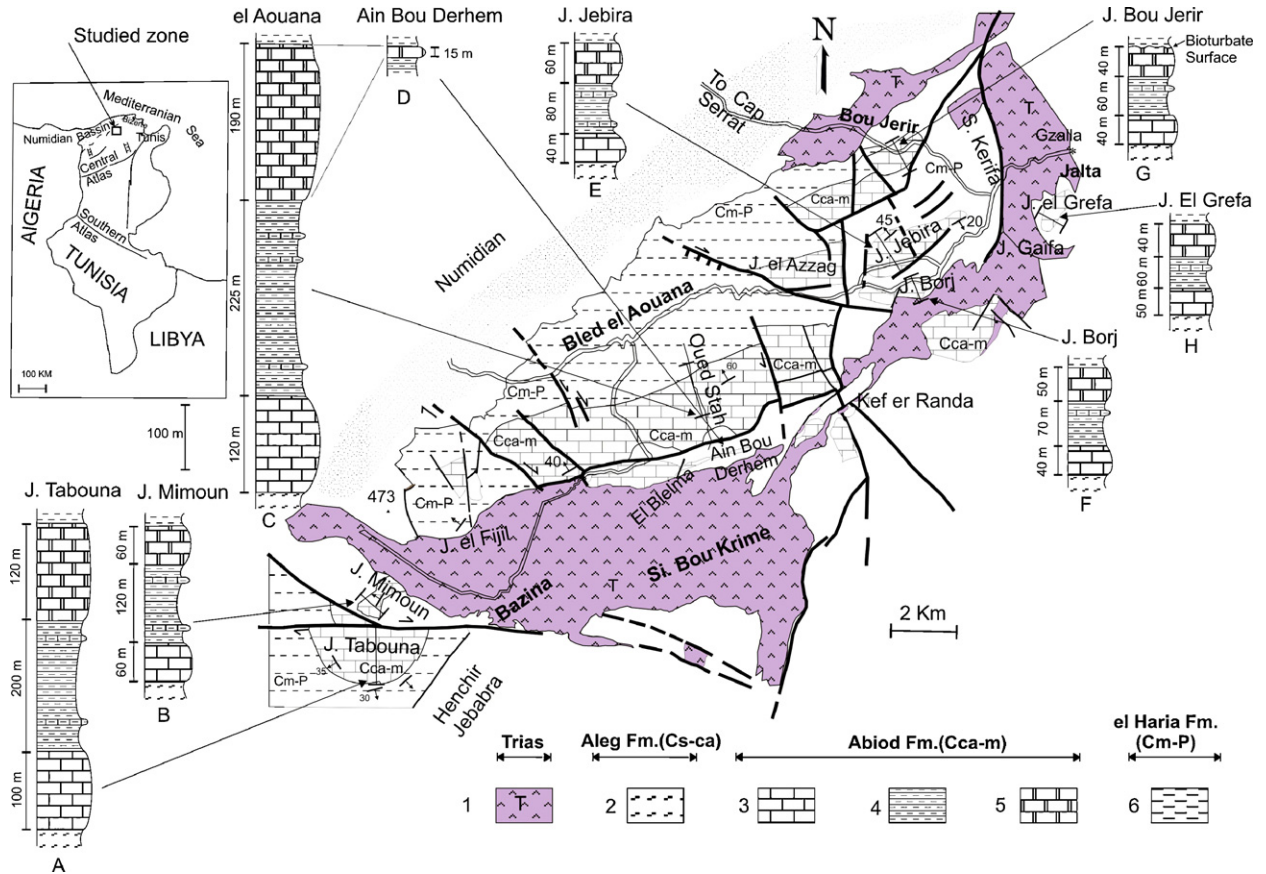 el Aouana
Ain Bou Derhem
J. Jebira
J. Bou Jerir
Studied zone
15 m
D
N
Bioturbate
Surface
40 m
60 m
40 m
G
60 m
80 m
40 m
E
To Cap
Serrat
Bou Jerir
T
T
S. Kerifa
Gzalla
Jalta
Cm-P
Cca-m
Cm-P
J. el Grefa
J. El Grefa
45
20
J. Jebira
J. Gaifa
J. el Azzag
J. Borj
40 m
60 m
50 m
H
Mediterranean
Sea
Numidian
Bassin
Bizerte
Tunis
Central
Atlas
Southern
Atlas
AlGERIA
TUNISIA
LIBYA
100 KM
190 m
225 m
120 m
C
100 m
Numidian
Bled el Aouana
Cca-m
J. Borj
50 m
70 m
40 m
F
Oued Stah
60
Cca-m
Kef er Randa
Cm-P
Cca-m
Cca-m
40
Ain Bou
Derhem
El Bleima
473
Cm-P
J. el Fijil
Si. Bou Krime
T
Bazina
J. Tabouna
120 m
200 m
100 m
A
J. Mimoun
60 m
120 m
60 m
B
J. Mimoun
J. Tabouna
Cca-m
Cm-P
35
30
Henchir
Jebabra
2 Km
Trias
Aleg Fm.(Cs-ca)
Abiod Fm.(Cca-m)
el Haria Fm.
(Cm-P)
1
T
2
3
4
5
6